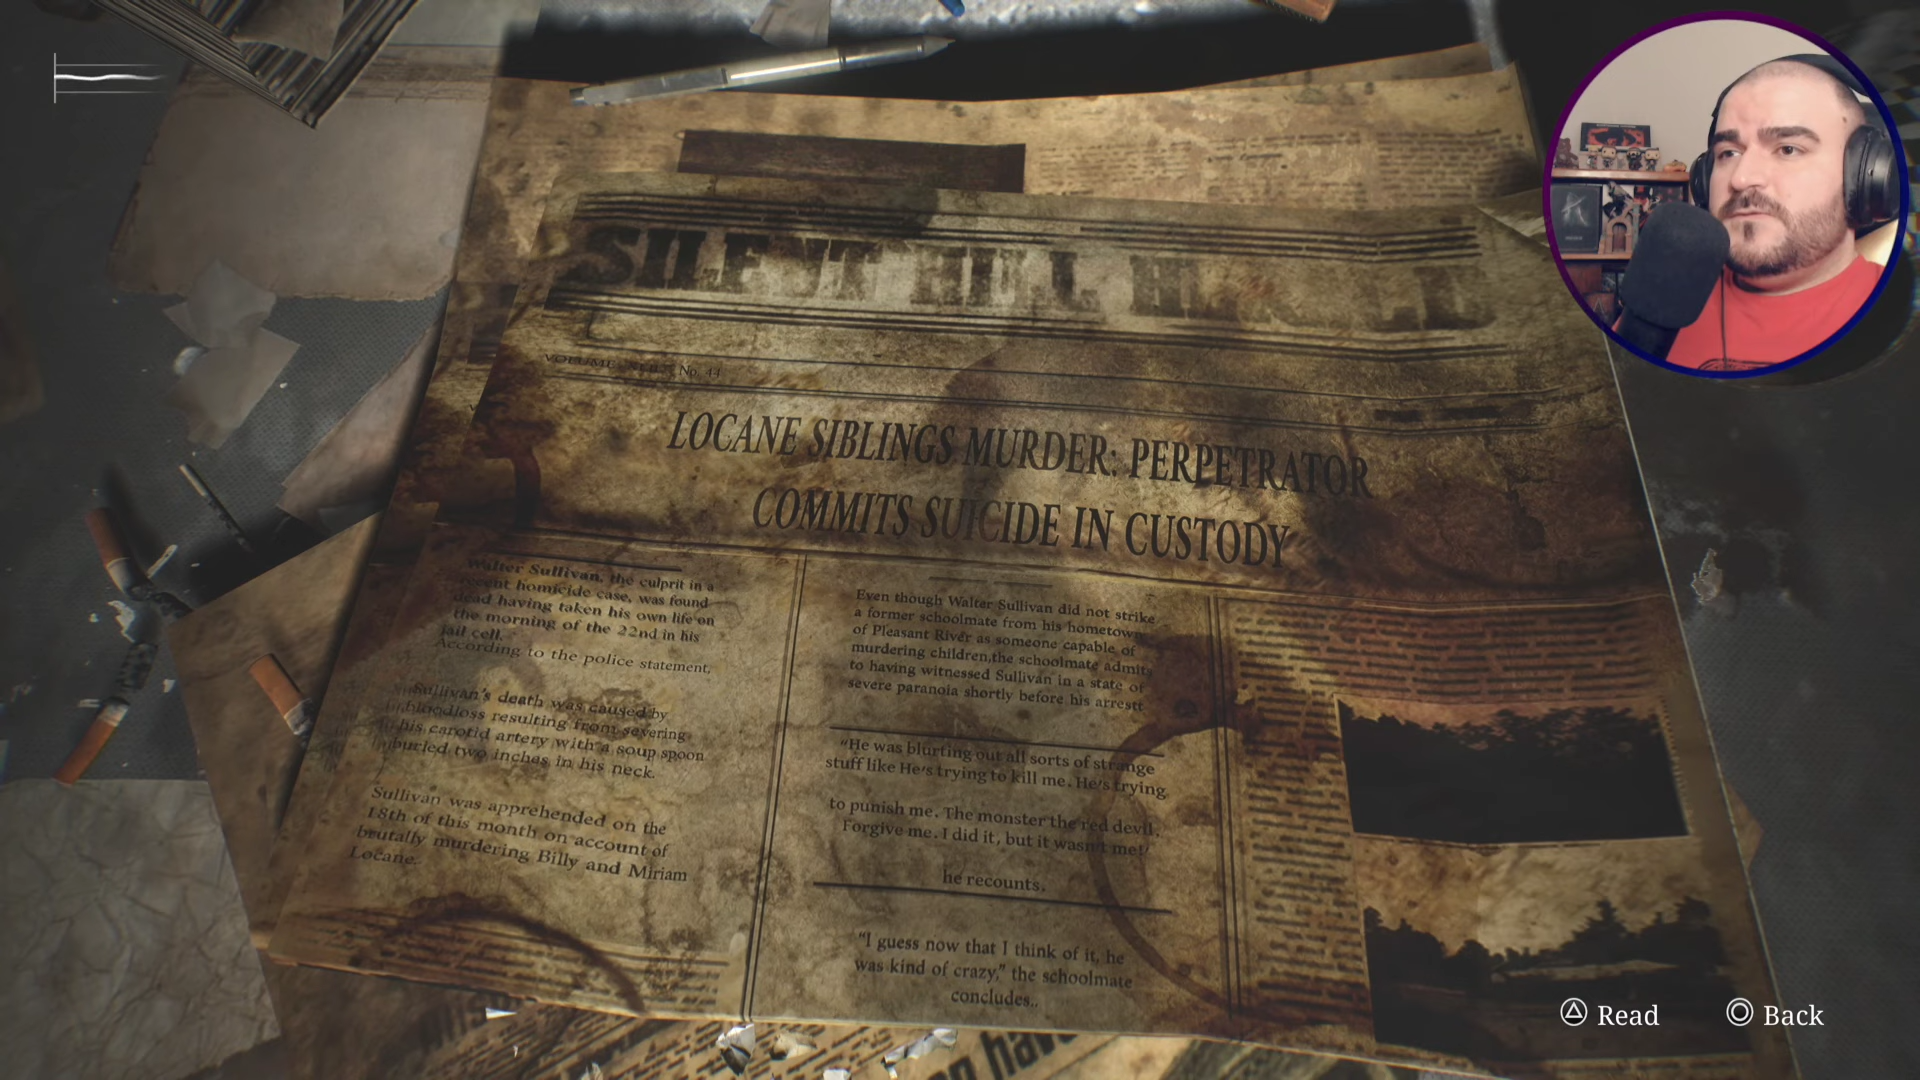 SILENT HILL H
VOLUME No. 44
LOCANE SIBLINGS MURDER: PERPETRATOR
COMMITS SUICIDE IN CUSTODY
Walter Sullivan, the culprit in a
recent homicide case, was found
dead having taken his own life on
the morning of the 22nd in his
jail cell.
According to the police statement,
Sullivan's death was caused by
bloodloss resulting from severing
his carotid artery with a soup spoon
buried two inches in his neck.
Sullivan was apprehended on the
18th of this month on account of
brutally murdering Billy and Miriam
Locane.
Even though Walter Sullivan did not strike
a former schoolmate from his hometown
of Pleasant River as someone capable of
murdering children,the schoolmate admits
to having witnessed Sullivan in a state of
severe paranoia shortly before his arrestt
"He was blurting out all sorts of strange
stuff like He's trying to kill me. He's trying
to punish me. The monster the red devil.
Forgive me. I did it, but it wasn't me!'
he recounts.
"I guess now that I think of it, he
was kind of crazy," the schoolmate
concludes..
Read
Back